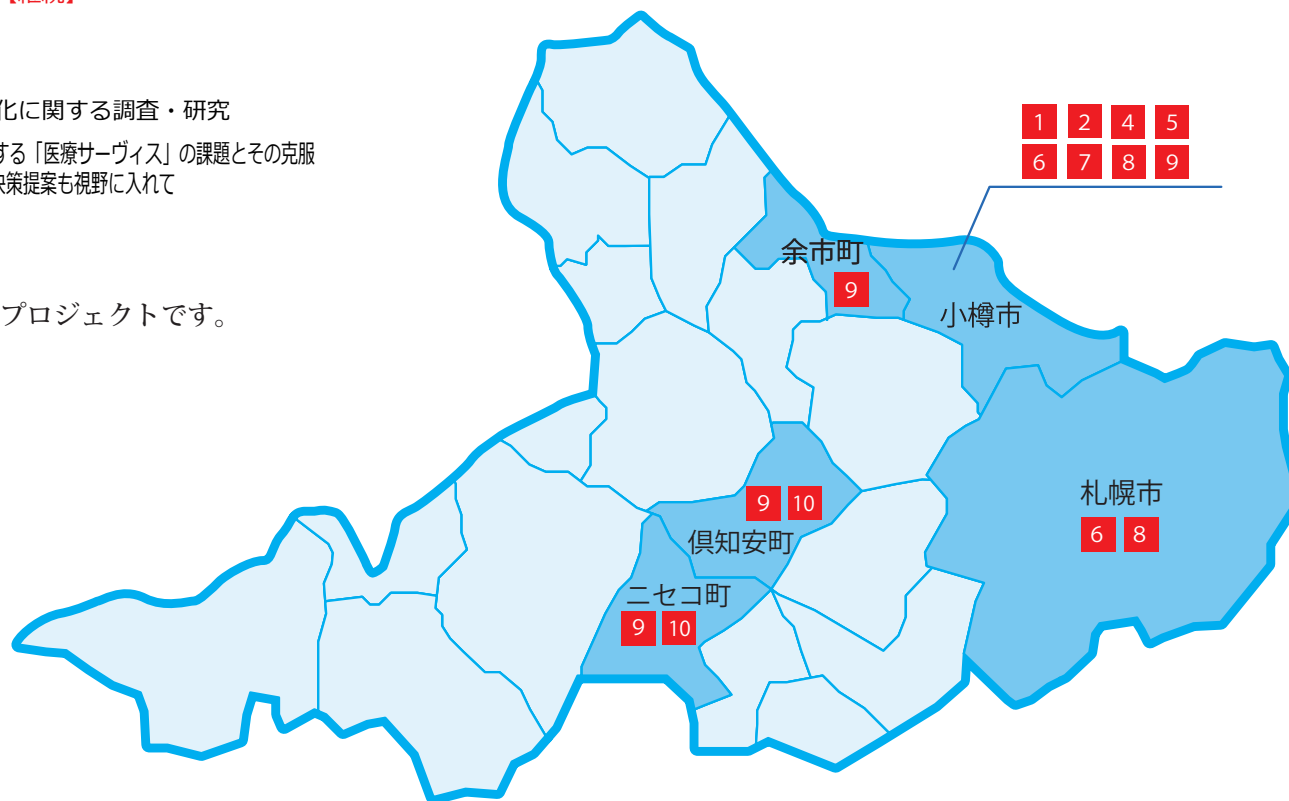 【継続】
化に関する調査・研究
する「医療サーヴィス」の課題とその克服
決策提案も視野に入れて
プロジェクトです。
1 2 4 5
6 7 8 9
余市町
9
小樽市
札幌市
6 8
9 10
倶知安町
ニセコ町
9 10